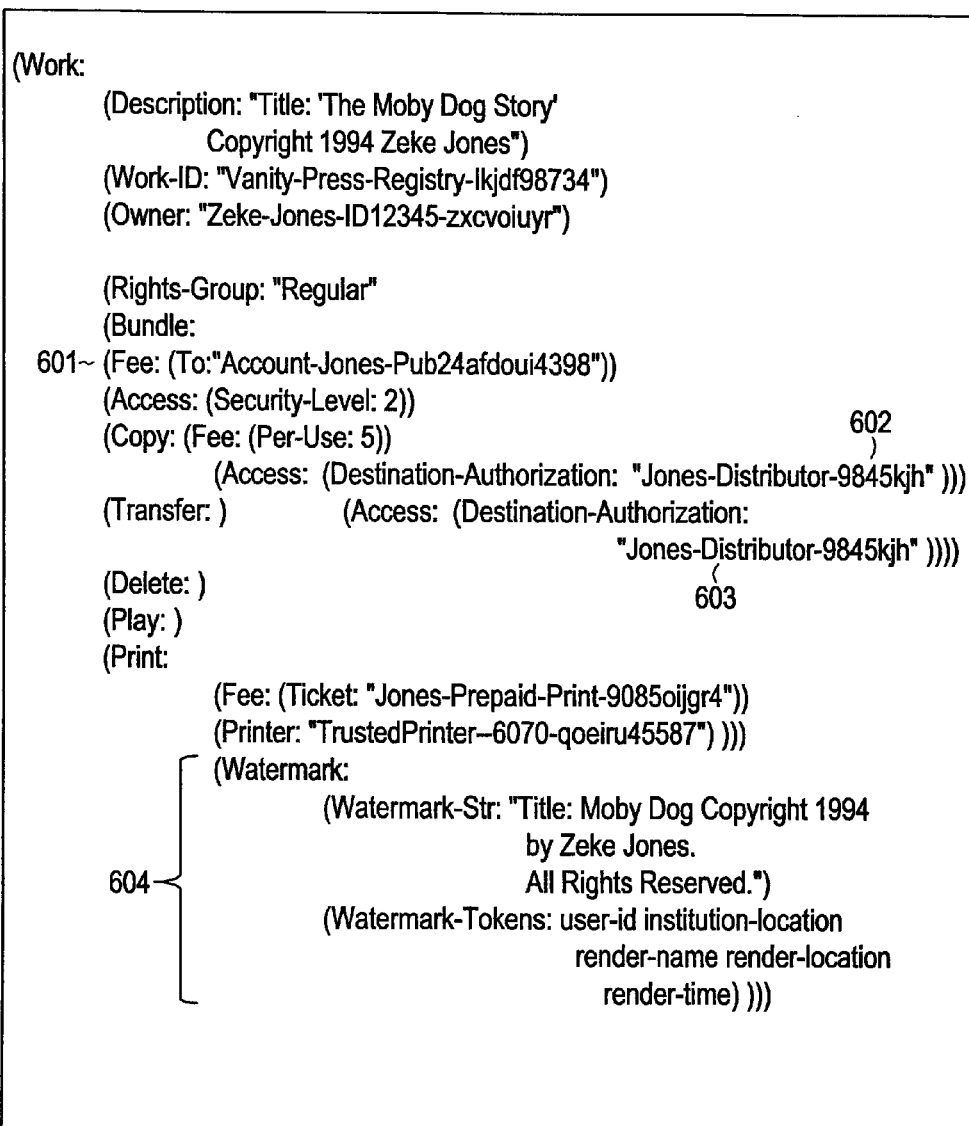 (Work:
(Description: "Title: 'The Moby Dog Story'
Copyright 1994 Zeke Jones")
(Work-ID: "Vanity-Press-Registry-lkjdf98734")
(Owner: "Zeke-Jones-ID12345-zxcvoiuyr")
(Rights-Group: "Regular"
(Bundle:
601~ (Fee: (To:"Account-Jones-Pub24afdoui4398"))
(Access: (Security-Level: 2))
(Copy: (Fee: (Per-Use: 5))
602
(Access: (Destination-Authorization: "Jones-Distributor-9845kjh" )))
(Transfer: ) (Access: (Destination-Authorization:
"Jones-Distributor-9845kjh" ))))
603
(Delete: )
(Play: )
(Print:
(Fee: (Ticket: "Jones-Prepaid-Print-9085oijgr4"))
(Printer: "TrustedPrinter--6070-qoeiru45587") )))
(Watermark:
(Watermark-Str: "Title: Moby Dog Copyright 1994
by Zeke Jones.
604 All Rights Reserved.")
(Watermark-Tokens: user-id institution-location
render-name render-location
render-time) )))